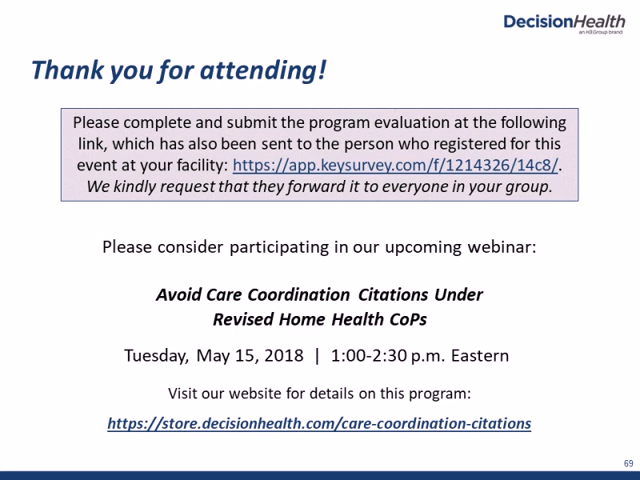 DecisionHealth
an H3.Group brand
Thank you for attending!
Please complete and submit the program evaluation at the following
link, which has also been sent to the person who registered for this
event at your facility: https://app.keysurvey.com/f/1214326/14c8/.
We kindly request that they forward it to everyone in your group.
Please consider participating in our upcoming webinar:
Avoid Care Coordination Citations Under
Revised Home Health CoPs
Tuesday, May 15, 2018 | 1:00-2:30 p.m. Eastern
Visit our website for details on this program:
https://store.decisionhealth.com/care-coordination-citations
69